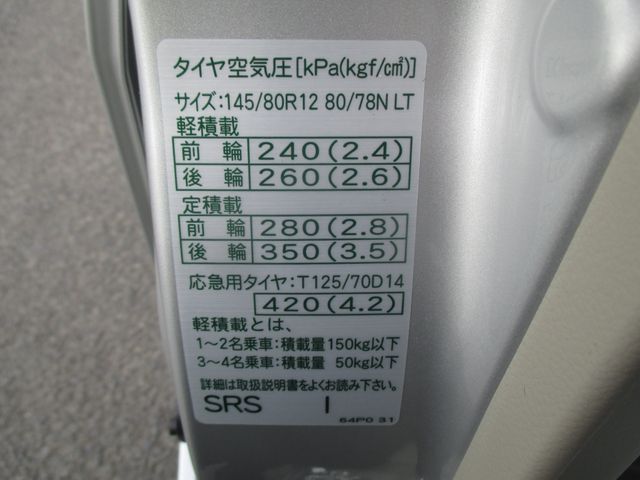 タイヤ空気圧[kPa(kgf/c㎡)]
サイズ:145/80R12 80/78N LT
軽積載
前 輪 240(2.4)
後 輪 260(2.6)
定積載
前 輪 280(2.8)
後 輪 350(3.5)
応急用タイヤ:T125/70D14
420(4.2)
軽積載とは、
1〜2名乗車:積載量150kg以下
3〜4名乗車:積載量 50kg以下
詳細は取扱説明書をよくお読み下さい。
SRS I
64P0 31